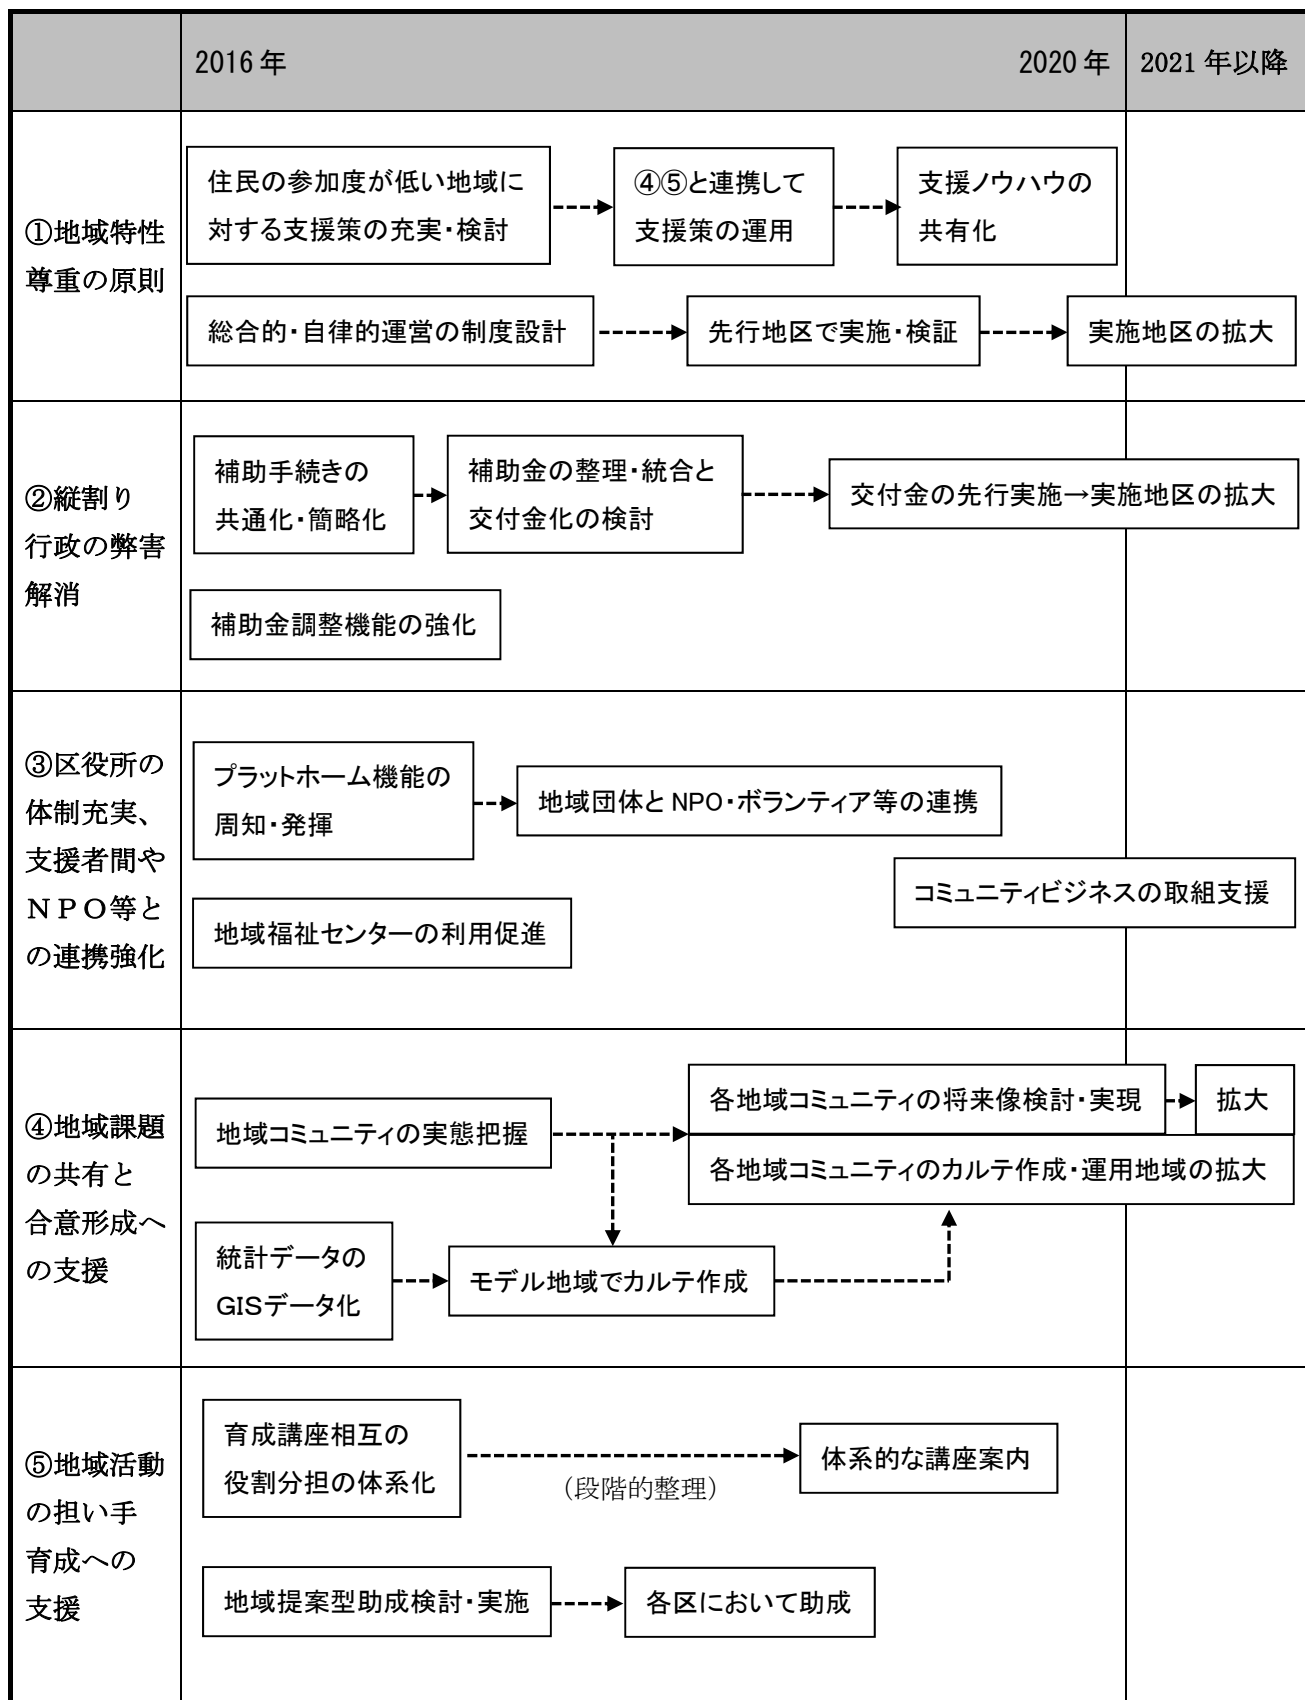 2016年 2020年 2021年以降
①地域特性
尊重の原則
住民の参加度が低い地域に
対する支援策の充実・検討
④⑤と連携して
支援策の運用
支援ノウハウの
共有化
総合的・自律的運営の制度設計
先行地区で実施・検証
実施地区の拡大
②縦割り
行政の弊害
解消
補助手続きの
共通化・簡略化
補助金の整理・統合と
交付金化の検討
交付金の先行実施→実施地区の拡大
補助金調整機能の強化
③区役所の
体制充実、
支援者間や
ＮＰＯ等と
の連携強化
プラットホーム機能の
周知・発揮
地域団体とNPO・ボランティア等の連携
コミュニティビジネスの取組支援
地域福祉センターの利用促進
④地域課題
の共有と
合意形成へ
の支援
地域コミュニティの実態把握
各地域コミュニティの将来像検討・実現
拡大
各地域コミュニティのカルテ作成・運用地域の拡大
統計データの
GISデータ化
モデル地域でカルテ作成
⑤地域活動
の担い手
育成への
支援
育成講座相互の
役割分担の体系化
（段階的整理）
体系的な講座案内
地域提案型助成検討・実施
各区において助成